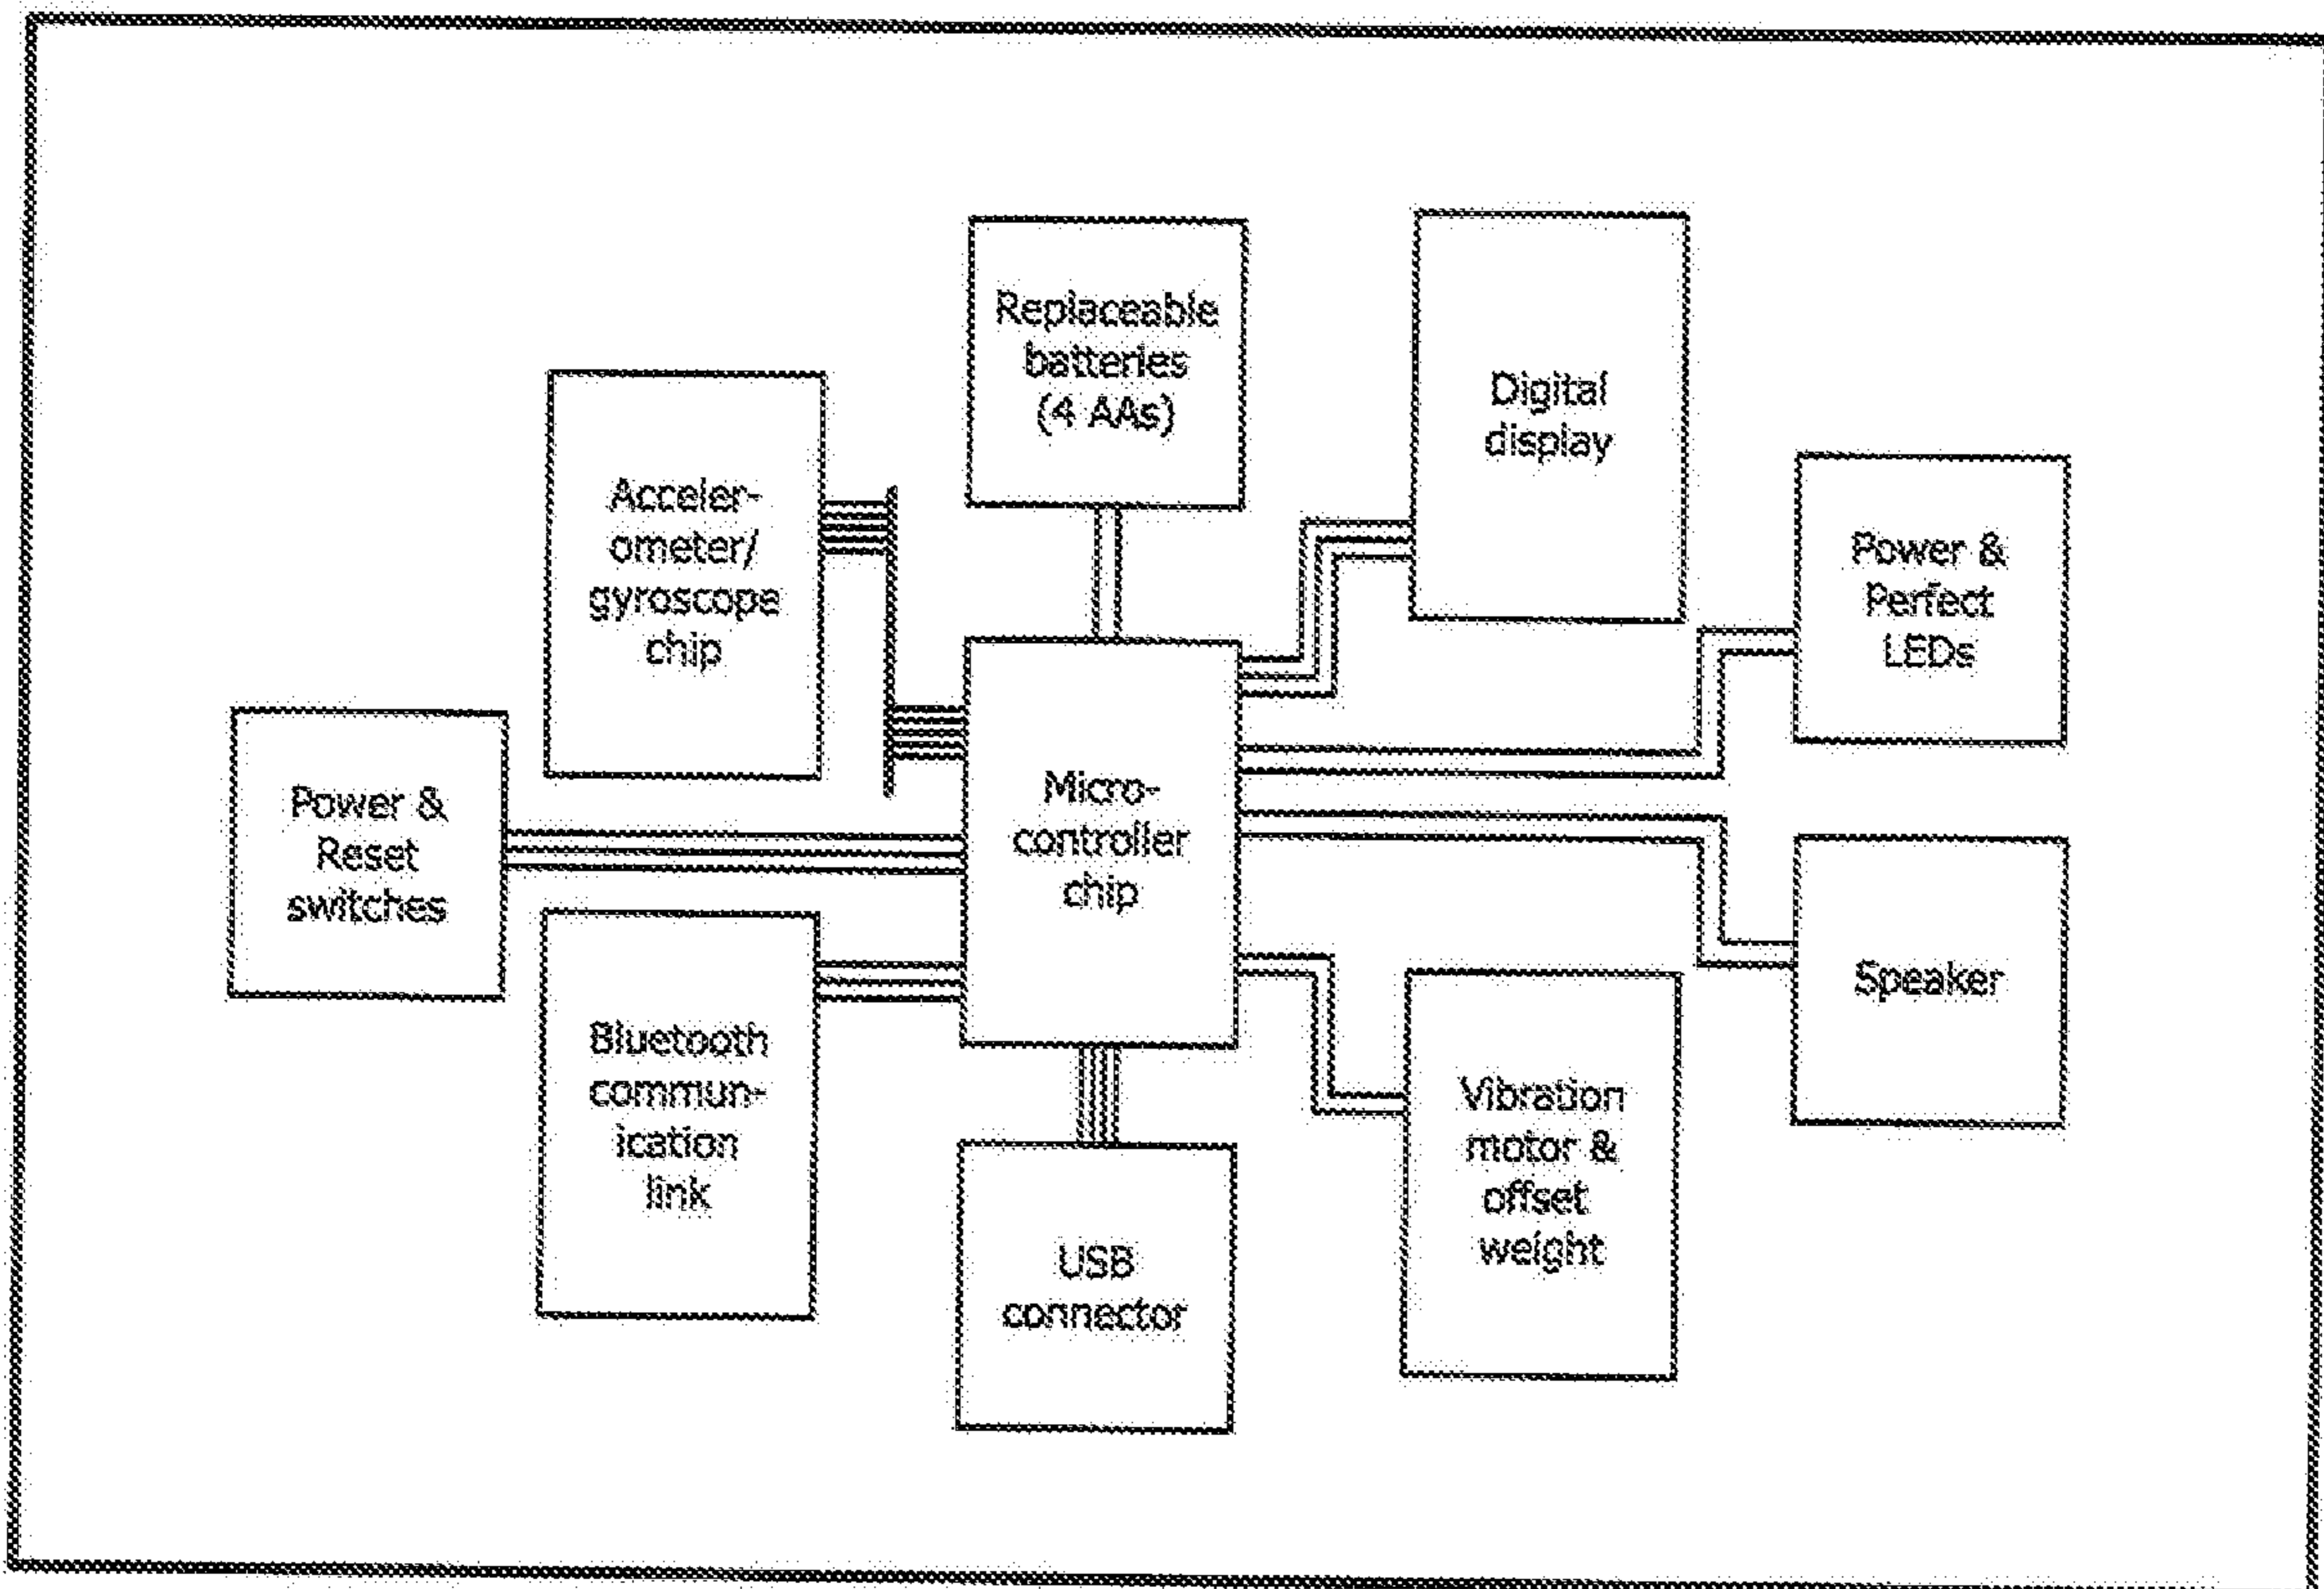 Replaceable
batteries
(4 AAs)
Digital
display
Acceler-
ometer/
gyroscope
chip
Power &
Perfect
LEDs
Power &
Reset
switches
Micro-
controller
chip
Speaker
Bluetooth
commun-
ication
link
Vibration
motor &
offset
weight
USB
connector